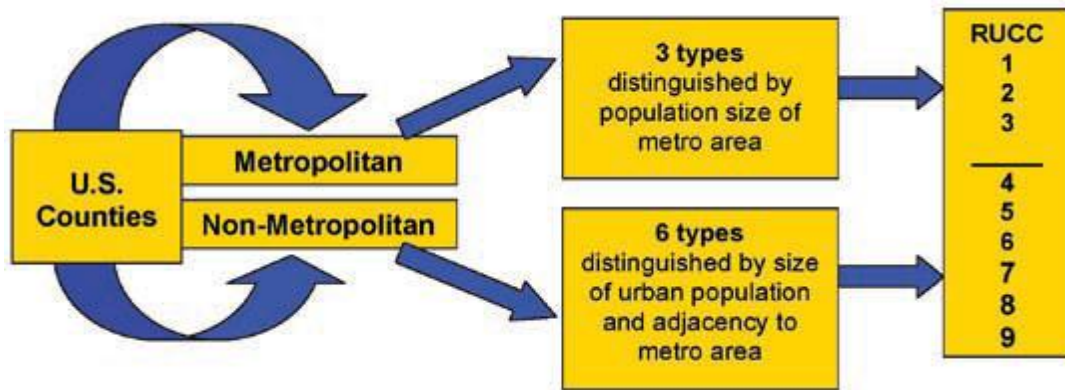 U.S.
Counties
Metropolitan
Non-Metropolitan
3 types
distinguished by
population size of
metro area
6 types
distinguished by size
of urban population
and adjacency to
metro area
RUCC
1
2
3
4
5
6
7
8
9